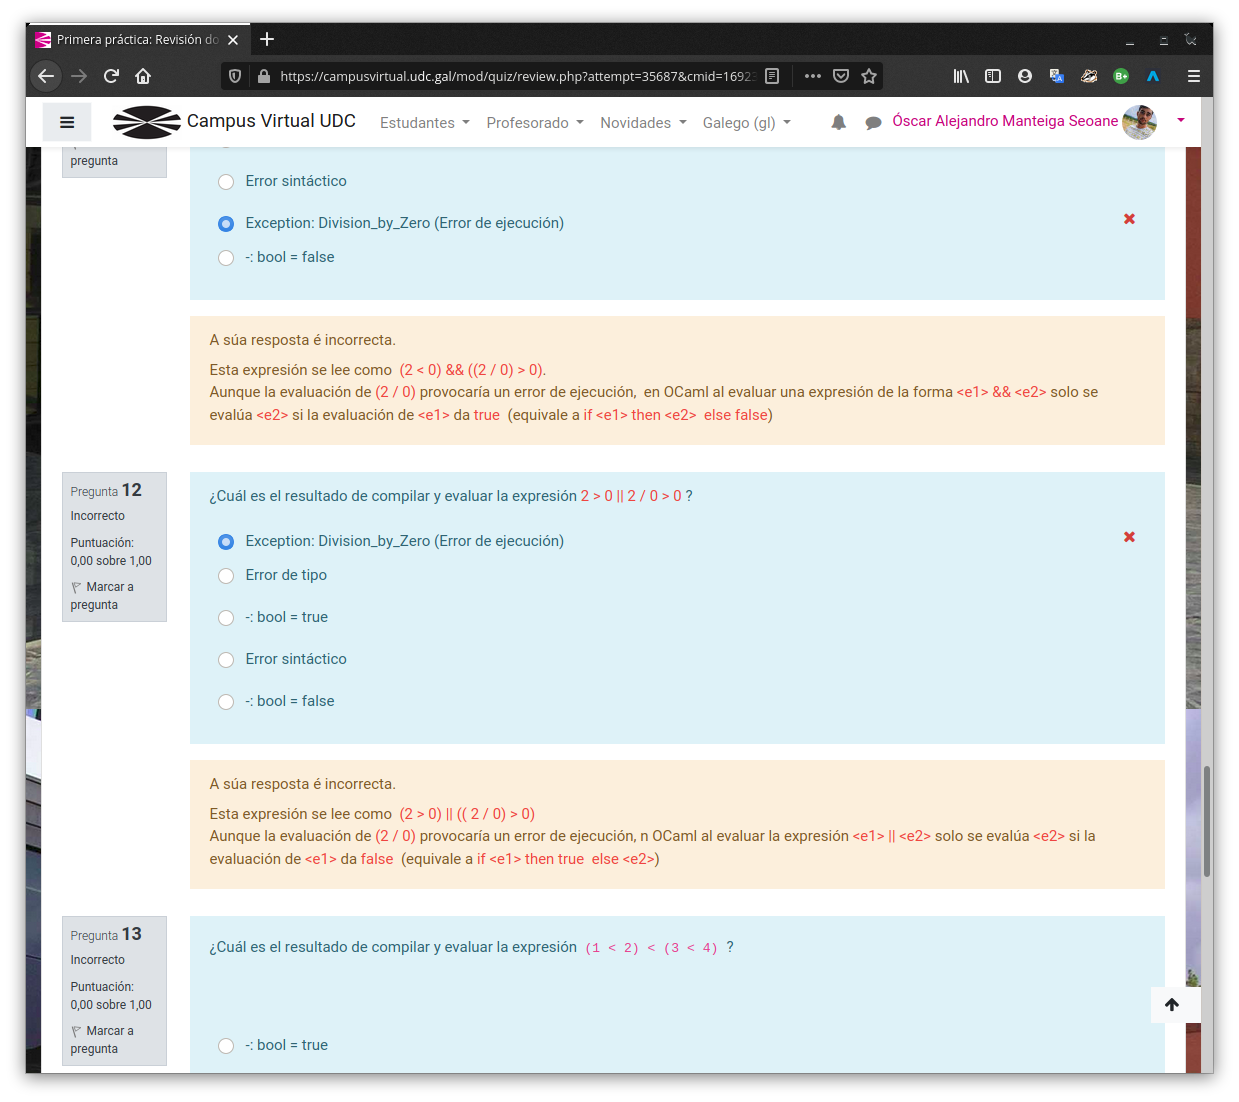 Primera práctica: Revisión do
https://campusvirtual.udc.gal/mod/quiz/review.php?attempt=35687&cmid=16923
B+
Campus Virtual UDC
Estudantes
Profesorado
Novidades
Galego (gl)
Óscar Alejandro Manteiga Seoane
pregunta
Error sintáctico
Exception: Division_by_Zero (Error de ejecución)
-: bool = false
A súa resposta é incorrecta.
Esta expresión se lee como (2 < 0) && ((2 / 0) > 0).
Aunque la evaluación de (2 / 0) provocaría un error de ejecución, en OCaml al evaluar una expresión de la forma <e1> && <e2> solo se
evalúa <e2> si la evaluación de <e1> da true (equivale a if <e1> then <e2> else false)
Pregunta 12
Incorrecto
Puntuación:
0,00 sobre 1,00
Marcar a
pregunta
¿Cuál es el resultado de compilar y evaluar la expresión 2 > 0 || 2 / 0 > 0 ?
Exception: Division_by_Zero (Error de ejecución)
Error de tipo
-: bool = true
Error sintáctico
-: bool = false
A súa resposta é incorrecta.
Esta expresión se lee como (2 > 0) || (( 2 / 0) > 0)
Aunque la evaluación de (2 / 0) provocaría un error de ejecución, n OCaml al evaluar la expresión <e1> || <e2> solo se evalúa <e2> si la
evaluación de <e1> da false (equivale a if <e1> then true else <e2>)
Pregunta 13
Incorrecto
Puntuación:
0,00 sobre 1,00
Marcar a
pregunta
¿Cuál es el resultado de compilar y evaluar la expresión (1 < 2) < (3 < 4) ?
-: bool = true